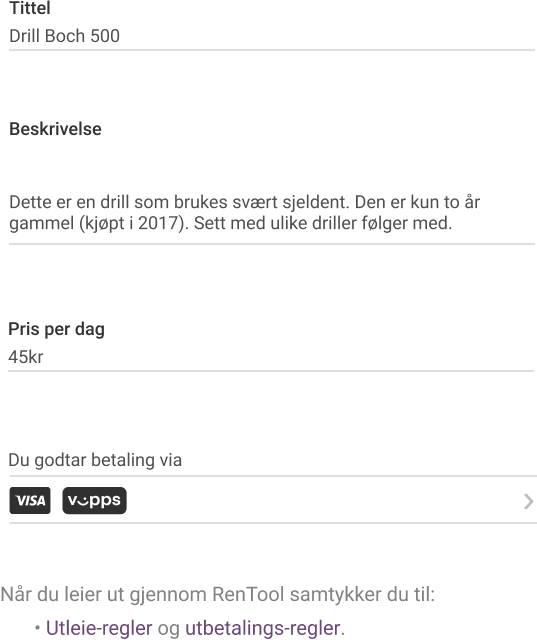 Tittel
Drill Boch 500
Beskrivelse
Dette er en drill som brukes svært sjeldent. Den er kun to år
gammel (kjøpt i 2017). Sett med ulike driller følger med.
Pris per dag
45kr
Du godtar betaling via
VISA vipps
Når du leier ut gjennom RenTool samtykker du til:
• Utleie-regler og utbetalings-regler.